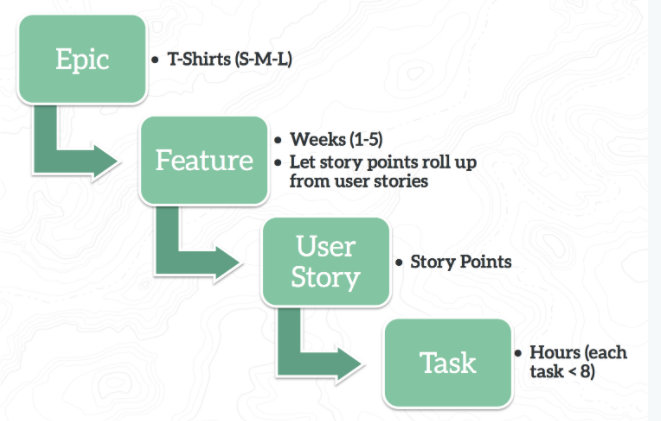 Epic
• T-Shirts (S-M-L)
Feature
• Weeks (1-5)
• Let story points roll up
from user stories
User
Story
• Story Points
Task
• Hours (each
task < 8)